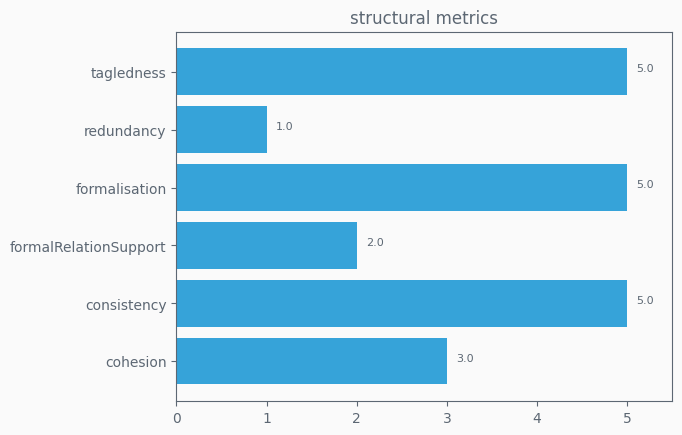 structural metrics
tagledness
5.0
redundancy
1.0
formalisation
5.0
formalRelationSupport
2.0
consistency
5.0
cohesion
3.0
0 1 2 3 4 5